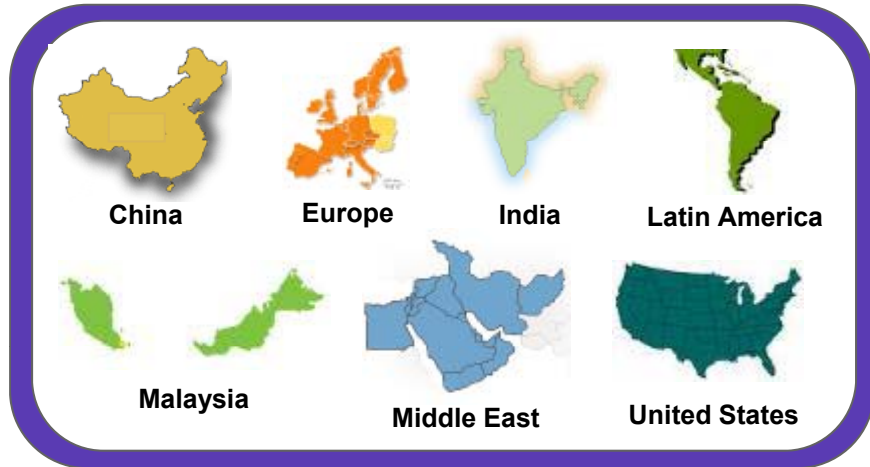 China
Europe
India
Latin America
Malaysia
Middle East
United States